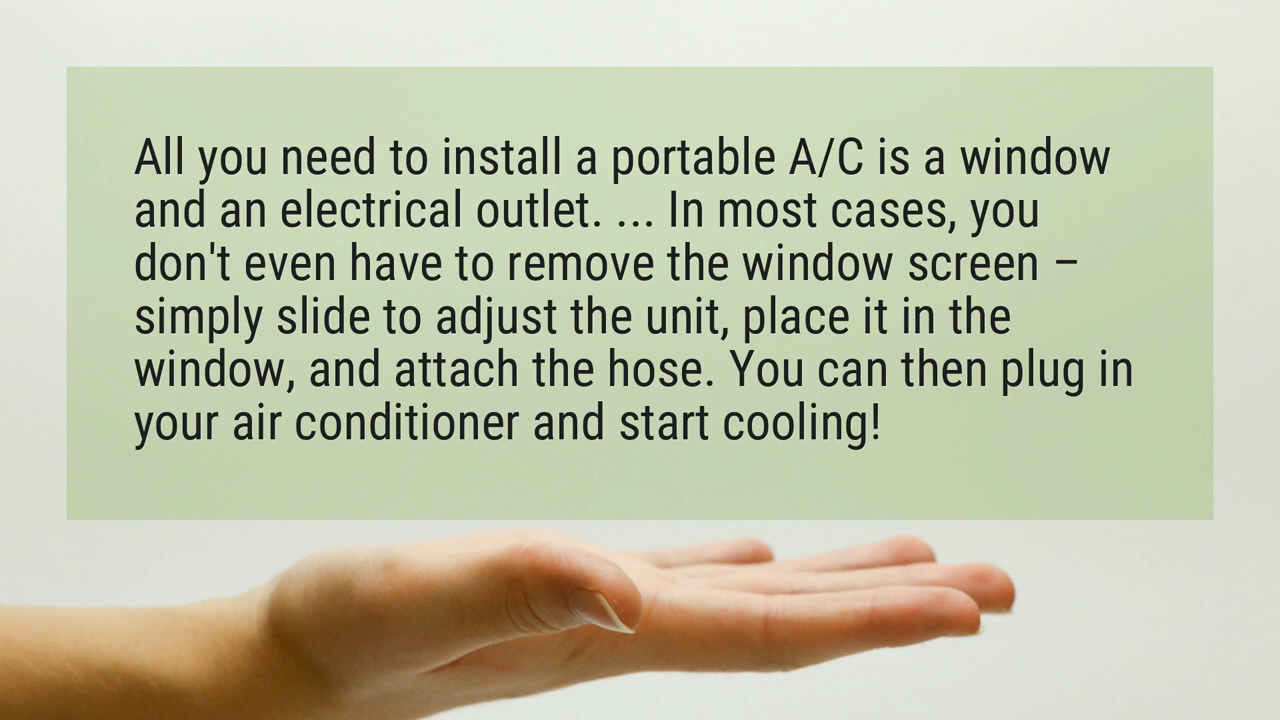 All you need to install a portable A/C is a window
and an electrical outlet. ... In most cases, you
don't even have to remove the window screen –
simply slide to adjust the unit, place it in the
window, and attach the hose. You can then plug in
your air conditioner and start cooling!